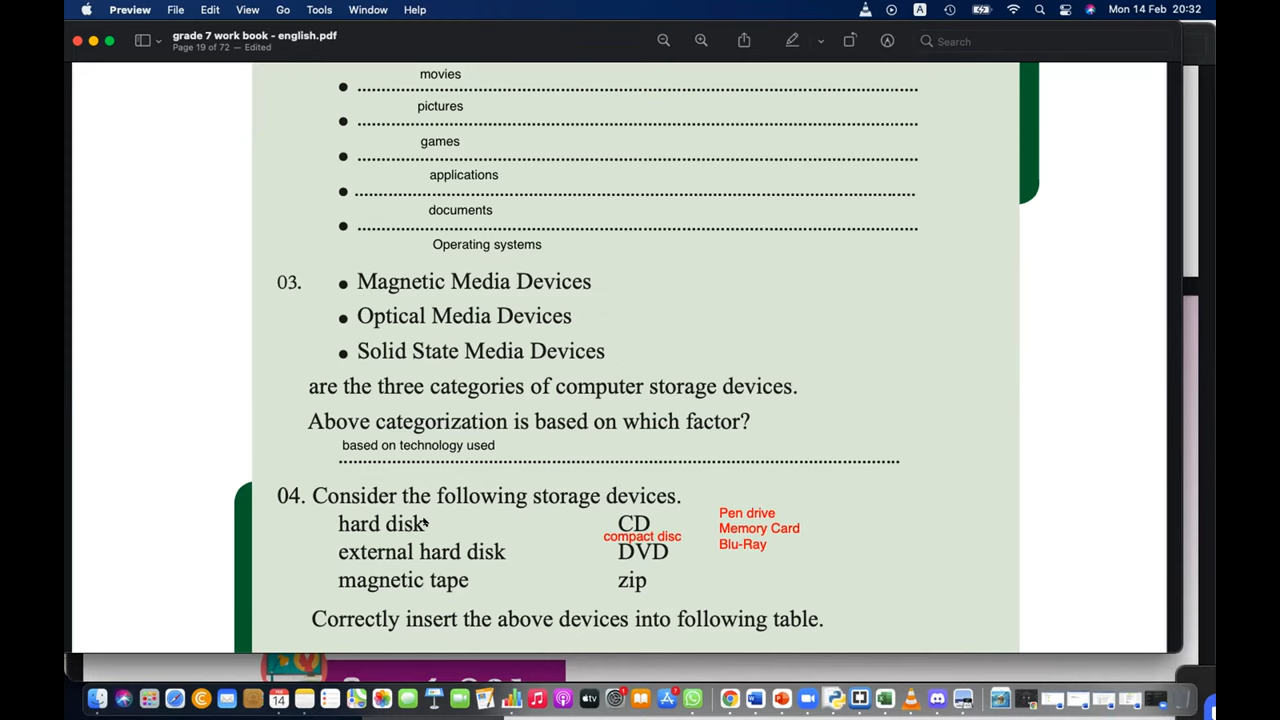 Preview File Edit View Go Tools Window Help A Mon 14 Feb 20:32
grade 7 work book - english.pdf
Page 19 of 72 — Edited
Search
movies
pictures
games
applications
documents
Operating systems
03. • Magnetic Media Devices
• Optical Media Devices
• Solid State Media Devices
are the three categories of computer storage devices.
Above categorization is based on which factor?
based on technology used
04. Consider the following storage devices.
hard disk CD Pen drive
compact disc Memory Card
external hard disk DVD Blu-Ray
magnetic tape zip
Correctly insert the above devices into following table.